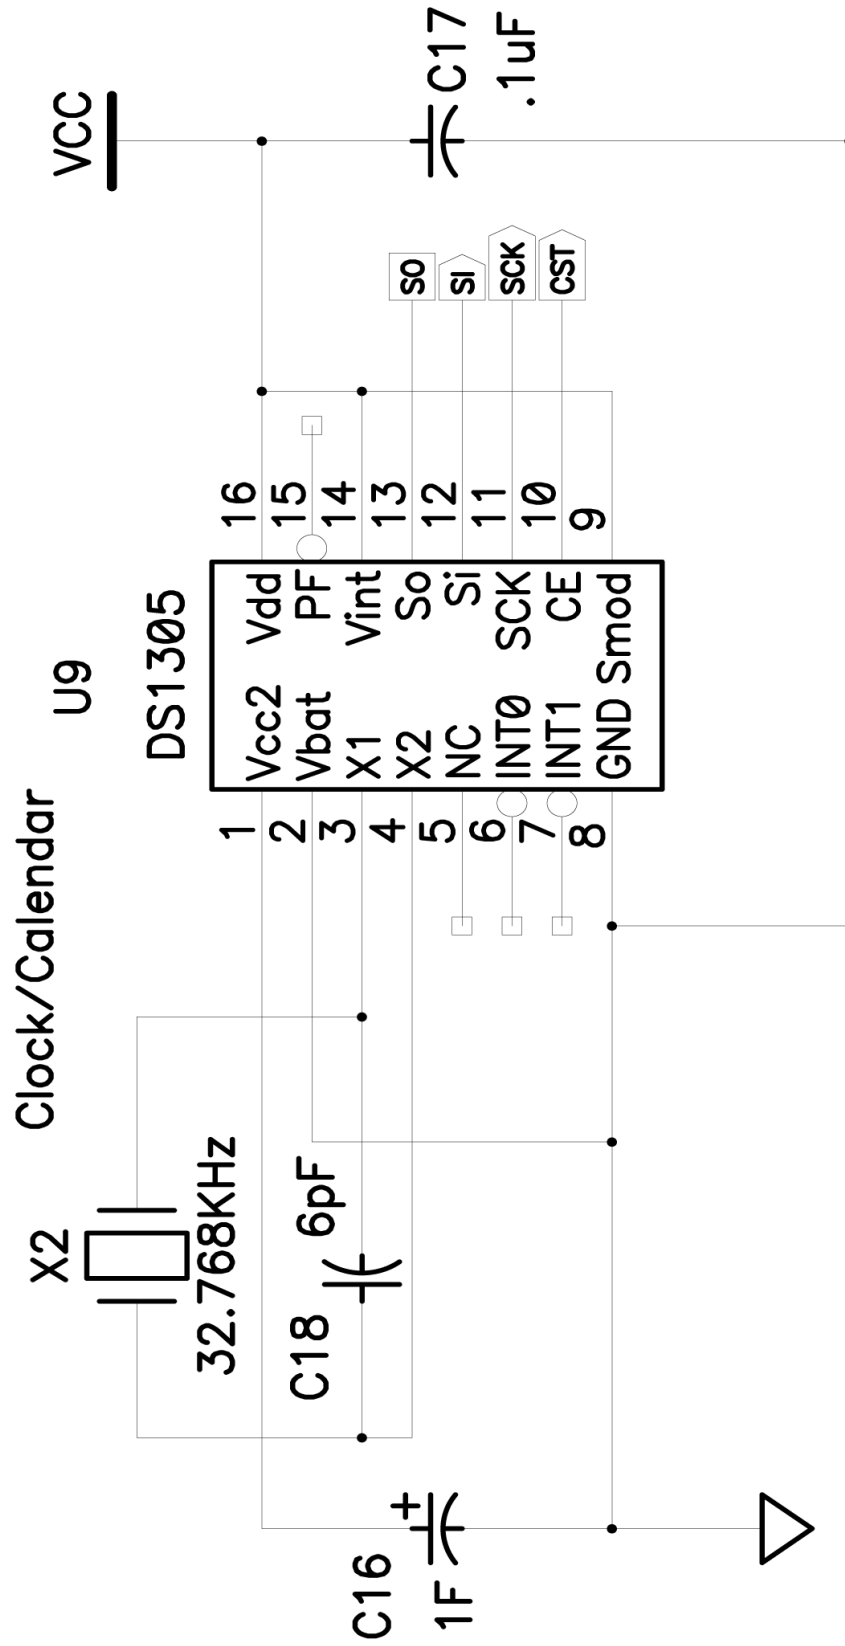 Clock/Calendar
X2
32.768KHz
C18
6pF
C16
+
1F
U9
DS1305
1
2
3
4
5
6
7
8
Vcc2
Vbat
X1
X2
NC
INT0
INT1
GND
Vdd
PF
Vint
So
Si
SCK
CE
Smod
16
15
14
13
12
11
10
9
SO
SI
SCK
CST
VCC
C17
.1uF